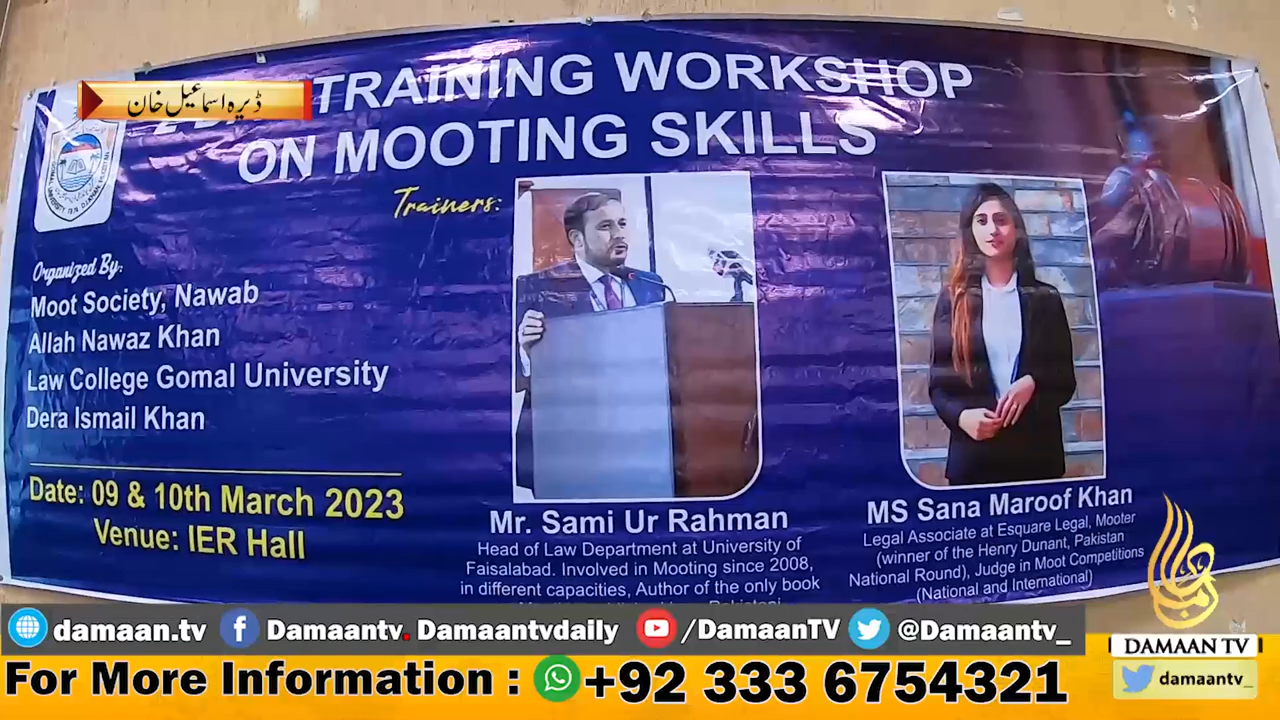 ڈیرہ اسماعیل خان
TRAINING WORKSHOP
ON MOOTING SKILLS
Trainers:
Organized By:
Moot Society, Nawab
Allah Nawaz Khan
Law College Gomal University
Dera Ismail Khan
Date: 09 & 10th March 2023
Venue: IER Hall
Mr. Sami Ur Rahman
Head of Law Department at University of
Faisalabad. Involved in Mooting since 2008,
in different capacities, Author of the only book
MS Sana Maroof Khan
Legal Associate at Esquare Legal, Mooter
(winner of the Henry Dunant, Pakistan
National Round), Judge in Moot Competitions
(National and International)
damaan.tv Damaantv. Damaantvdaily /DamaanTV @Damaantv_
DAMAAN TV
damaantv_
For More Information : +92 333 6754321